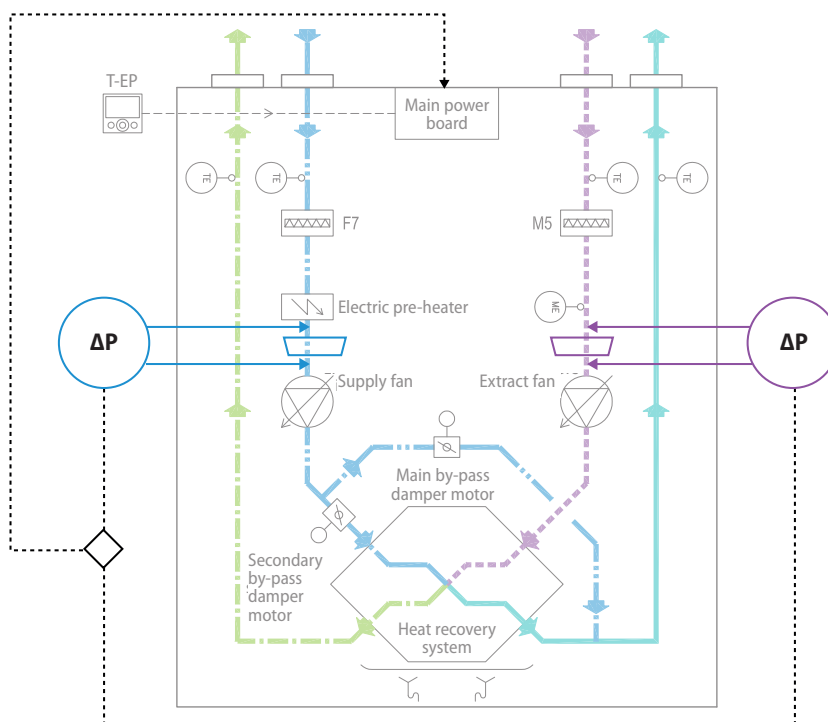 T-EP
Main power
board
TE
TE
TE
TE
F7
M5
Electric pre-heater
ME
ΔP
ΔP
Supply fan
Extract fan
Main by-pass
damper motor
Secondary
by-pass
damper
motor
Heat recovery
system